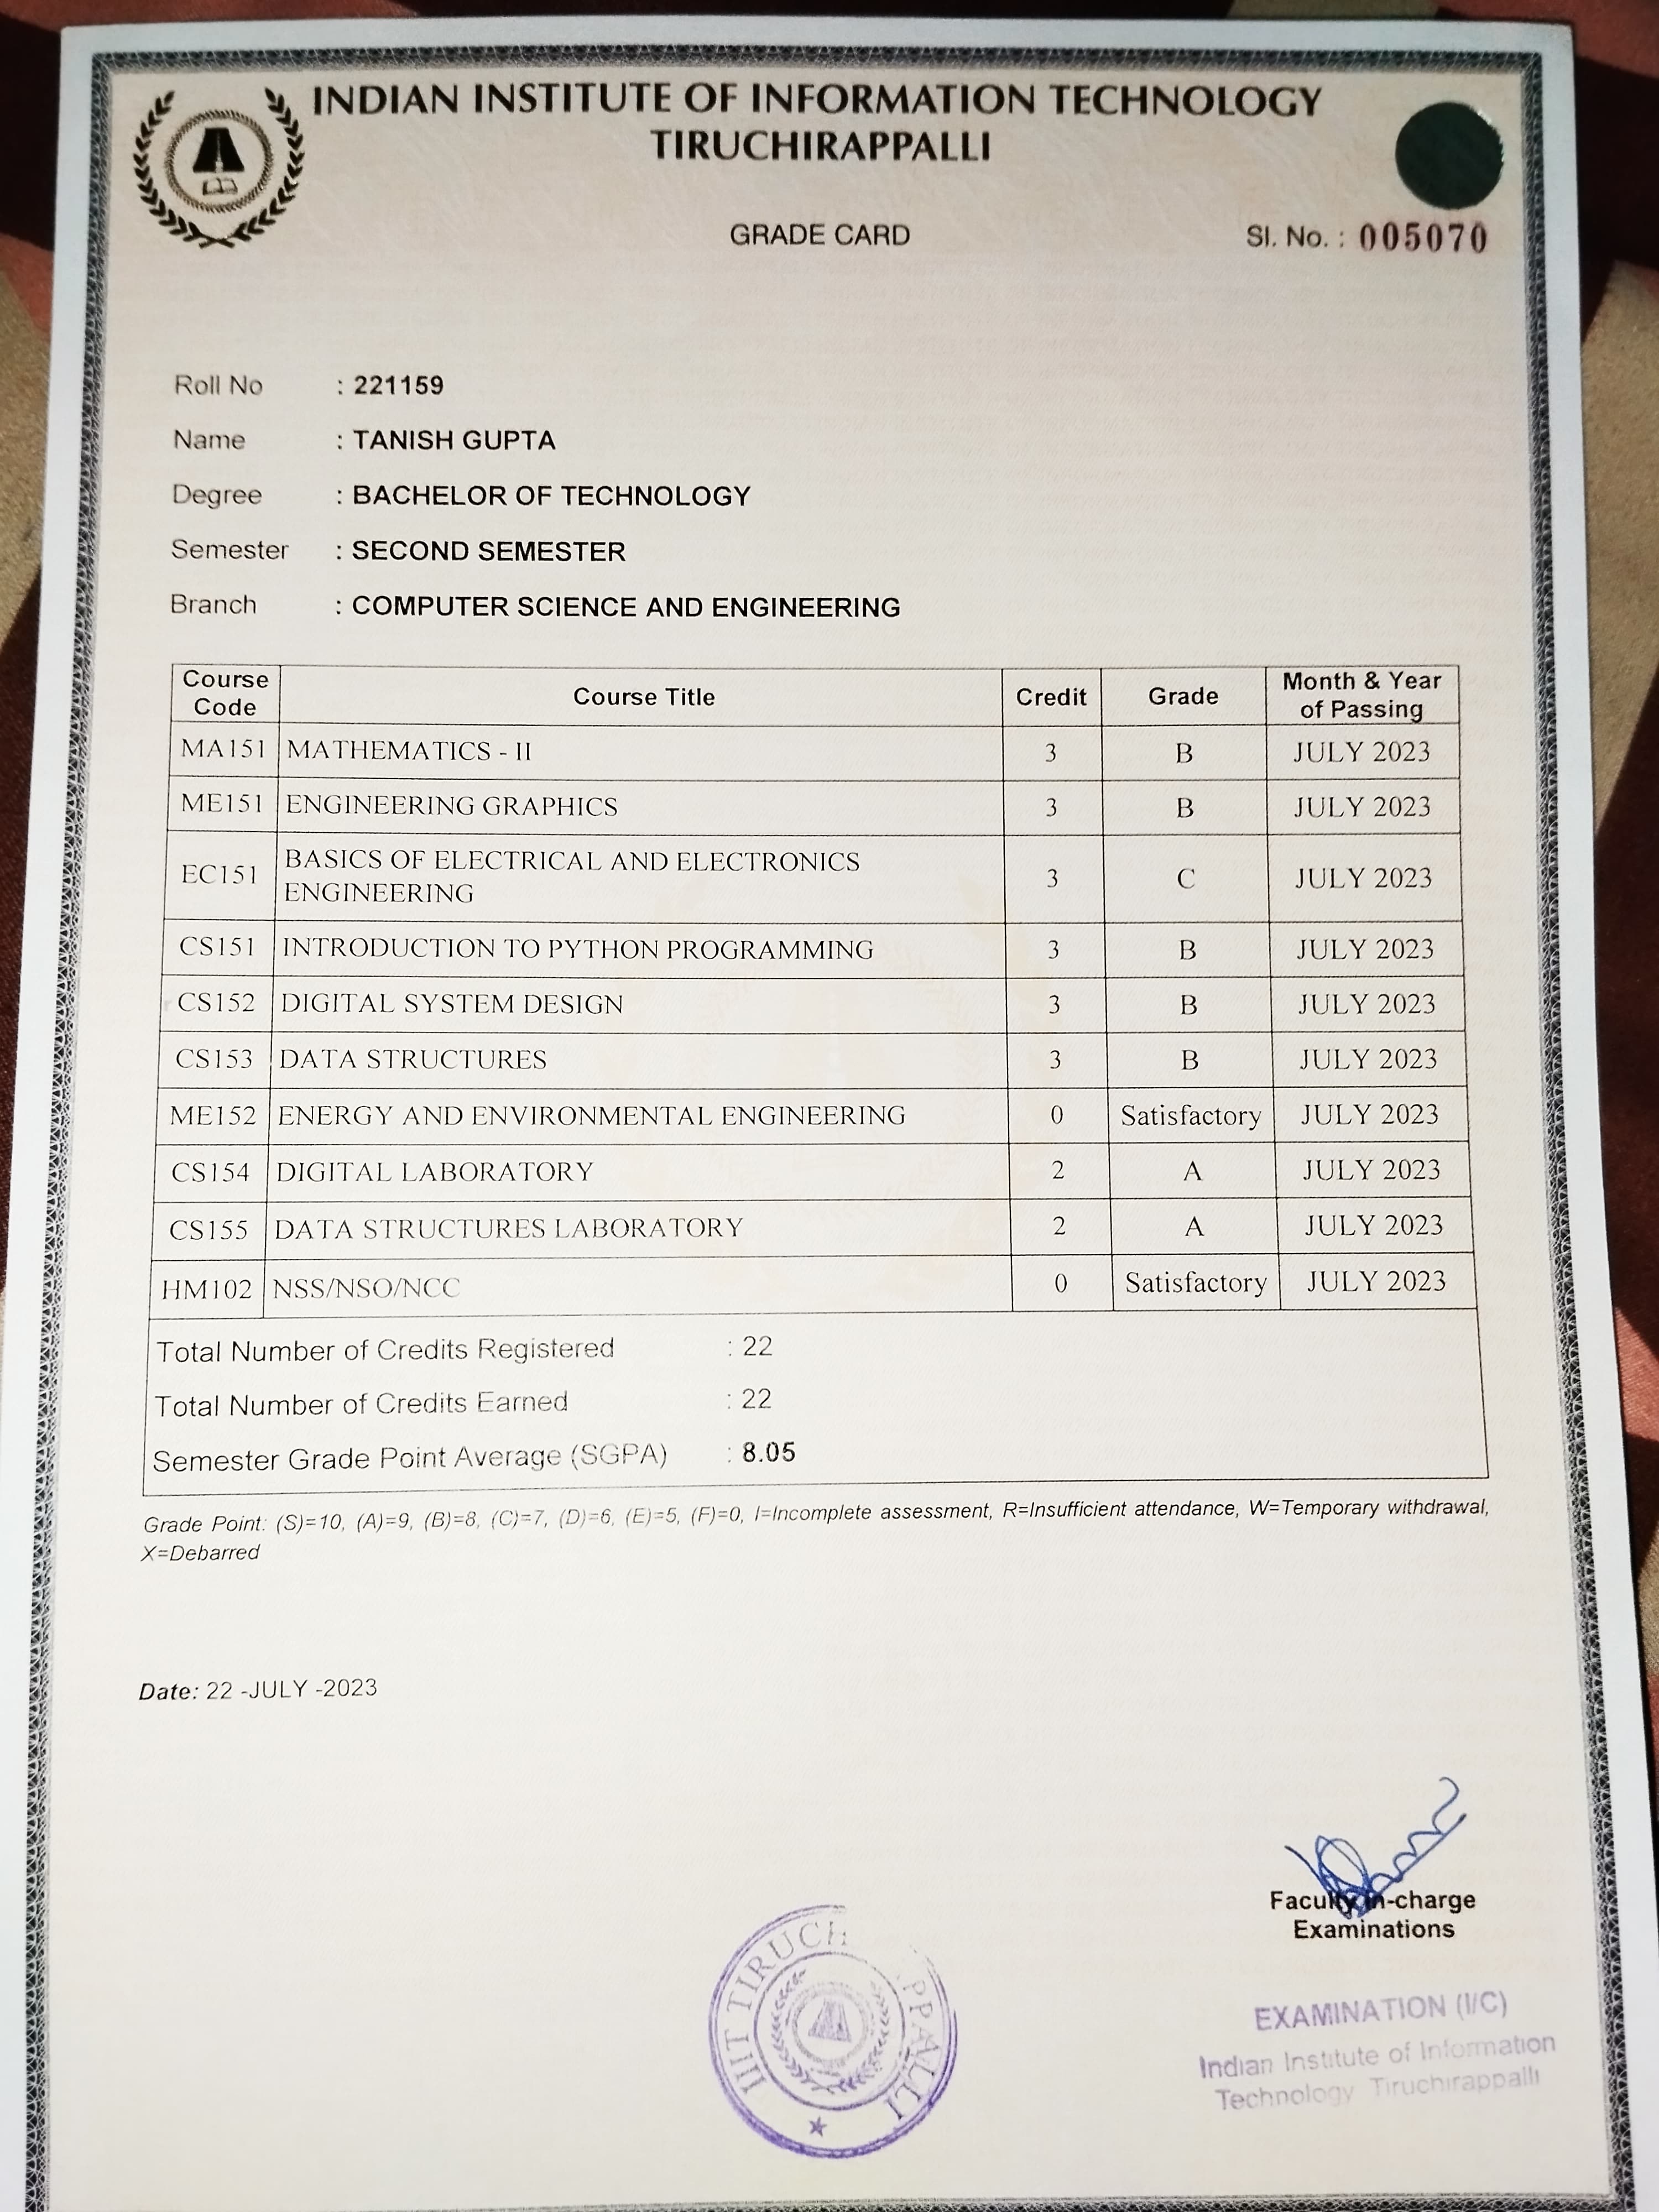 INDIAN INSTITUTE OF INFORMATION TECHNOLOGY
TIRUCHIRAPPALLI
GRADE CARD
Sl. No. : 005070
Roll No : 221159
Name : TANISH GUPTA
Degree : BACHELOR OF TECHNOLOGY
Semester : SECOND SEMESTER
Branch : COMPUTER SCIENCE AND ENGINEERING
Course Code Course Title Credit Grade Month & Year of Passing
MA151 MATHEMATICS - II 3 B JULY 2023
ME151 ENGINEERING GRAPHICS 3 B JULY 2023
EC151 BASICS OF ELECTRICAL AND ELECTRONICS ENGINEERING 3 C JULY 2023
CS151 INTRODUCTION TO PYTHON PROGRAMMING 3 B JULY 2023
CS152 DIGITAL SYSTEM DESIGN 3 B JULY 2023
CS153 DATA STRUCTURES 3 B JULY 2023
ME152 ENERGY AND ENVIRONMENTAL ENGINEERING 0 Satisfactory JULY 2023
CS154 DIGITAL LABORATORY 2 A JULY 2023
CS155 DATA STRUCTURES LABORATORY 2 A JULY 2023
HM102 NSS/NSO/NCC 0 Satisfactory JULY 2023
Total Number of Credits Registered : 22
Total Number of Credits Earned : 22
Semester Grade Point Average (SGPA) : 8.05
Grade Point: (S)=10, (A)=9, (B)=8, (C)=7, (D)=6, (E)=5, (F)=0, I=Incomplete assessment, R=Insufficient attendance, W=Temporary withdrawal,
X=Debarred
Date: 22 -JULY -2023
Faculty in-charge
Examinations
EXAMINATION (I/C)
Indian Institute of Information
Technology Tiruchirappalli
IIIT TIRUCHIRAPPALLI